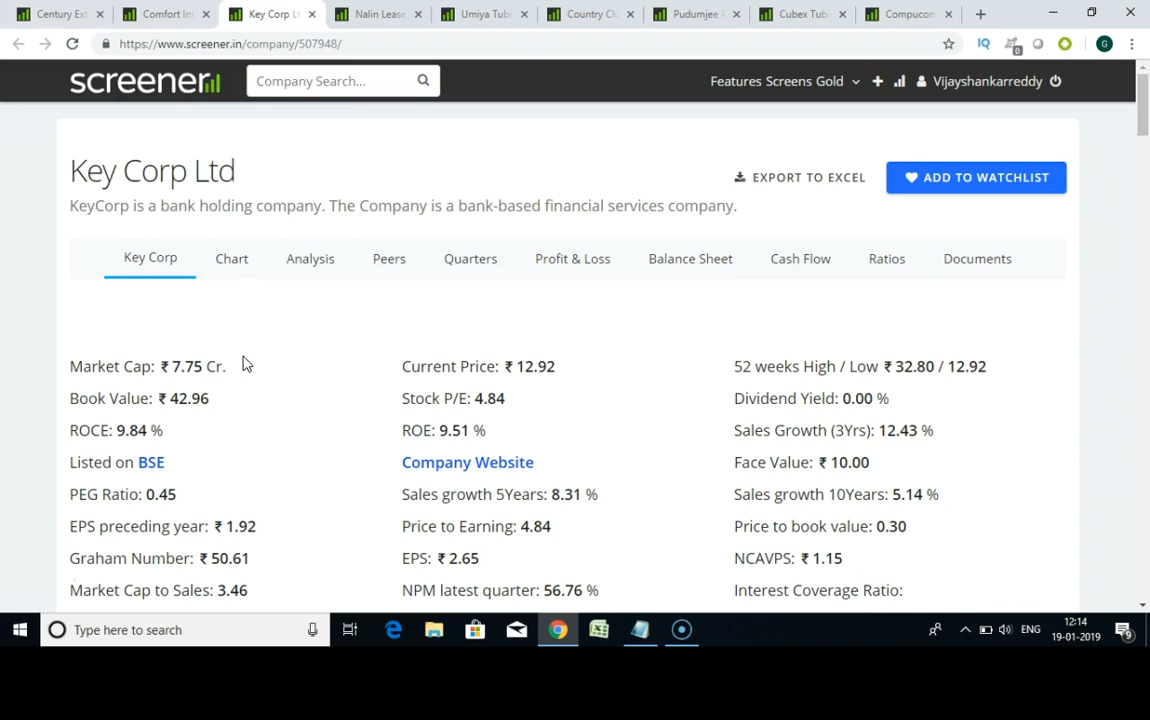 Century Ext
Comfort Int
Key Corp Lt
Nalin Lease
Umiya Tube
Country Clu
Pudumjee
Cubex Tubi
Compucom
https://www.screener.in/company/507948/
IQ
0
G
screener
Company Search...
Features Screens Gold
Vijayshankarreddy
Key Corp Ltd
EXPORT TO EXCEL
ADD TO WATCHLIST
KeyCorp is a bank holding company. The Company is a bank-based financial services company.
Key Corp Chart Analysis Peers Quarters Profit & Loss Balance Sheet Cash Flow Ratios Documents
Market Cap: ₹ 7.75 Cr. Current Price: ₹ 12.92 52 weeks High / Low ₹ 32.80 / 12.92
Book Value: ₹ 42.96 Stock P/E: 4.84 Dividend Yield: 0.00 %
ROCE: 9.84 % ROE: 9.51 % Sales Growth (3Yrs): 12.43 %
Listed on BSE Company Website Face Value: ₹ 10.00
PEG Ratio: 0.45 Sales growth 5Years: 8.31 % Sales growth 10Years: 5.14 %
EPS preceding year: ₹ 1.92 Price to Earning: 4.84 Price to book value: 0.30
Graham Number: ₹ 50.61 EPS: ₹ 2.65 NCAVPS: ₹ 1.15
Market Cap to Sales: 3.46 NPM latest quarter: 56.76 % Interest Coverage Ratio:
Type here to search
ENG
12:14
19-01-2019
9